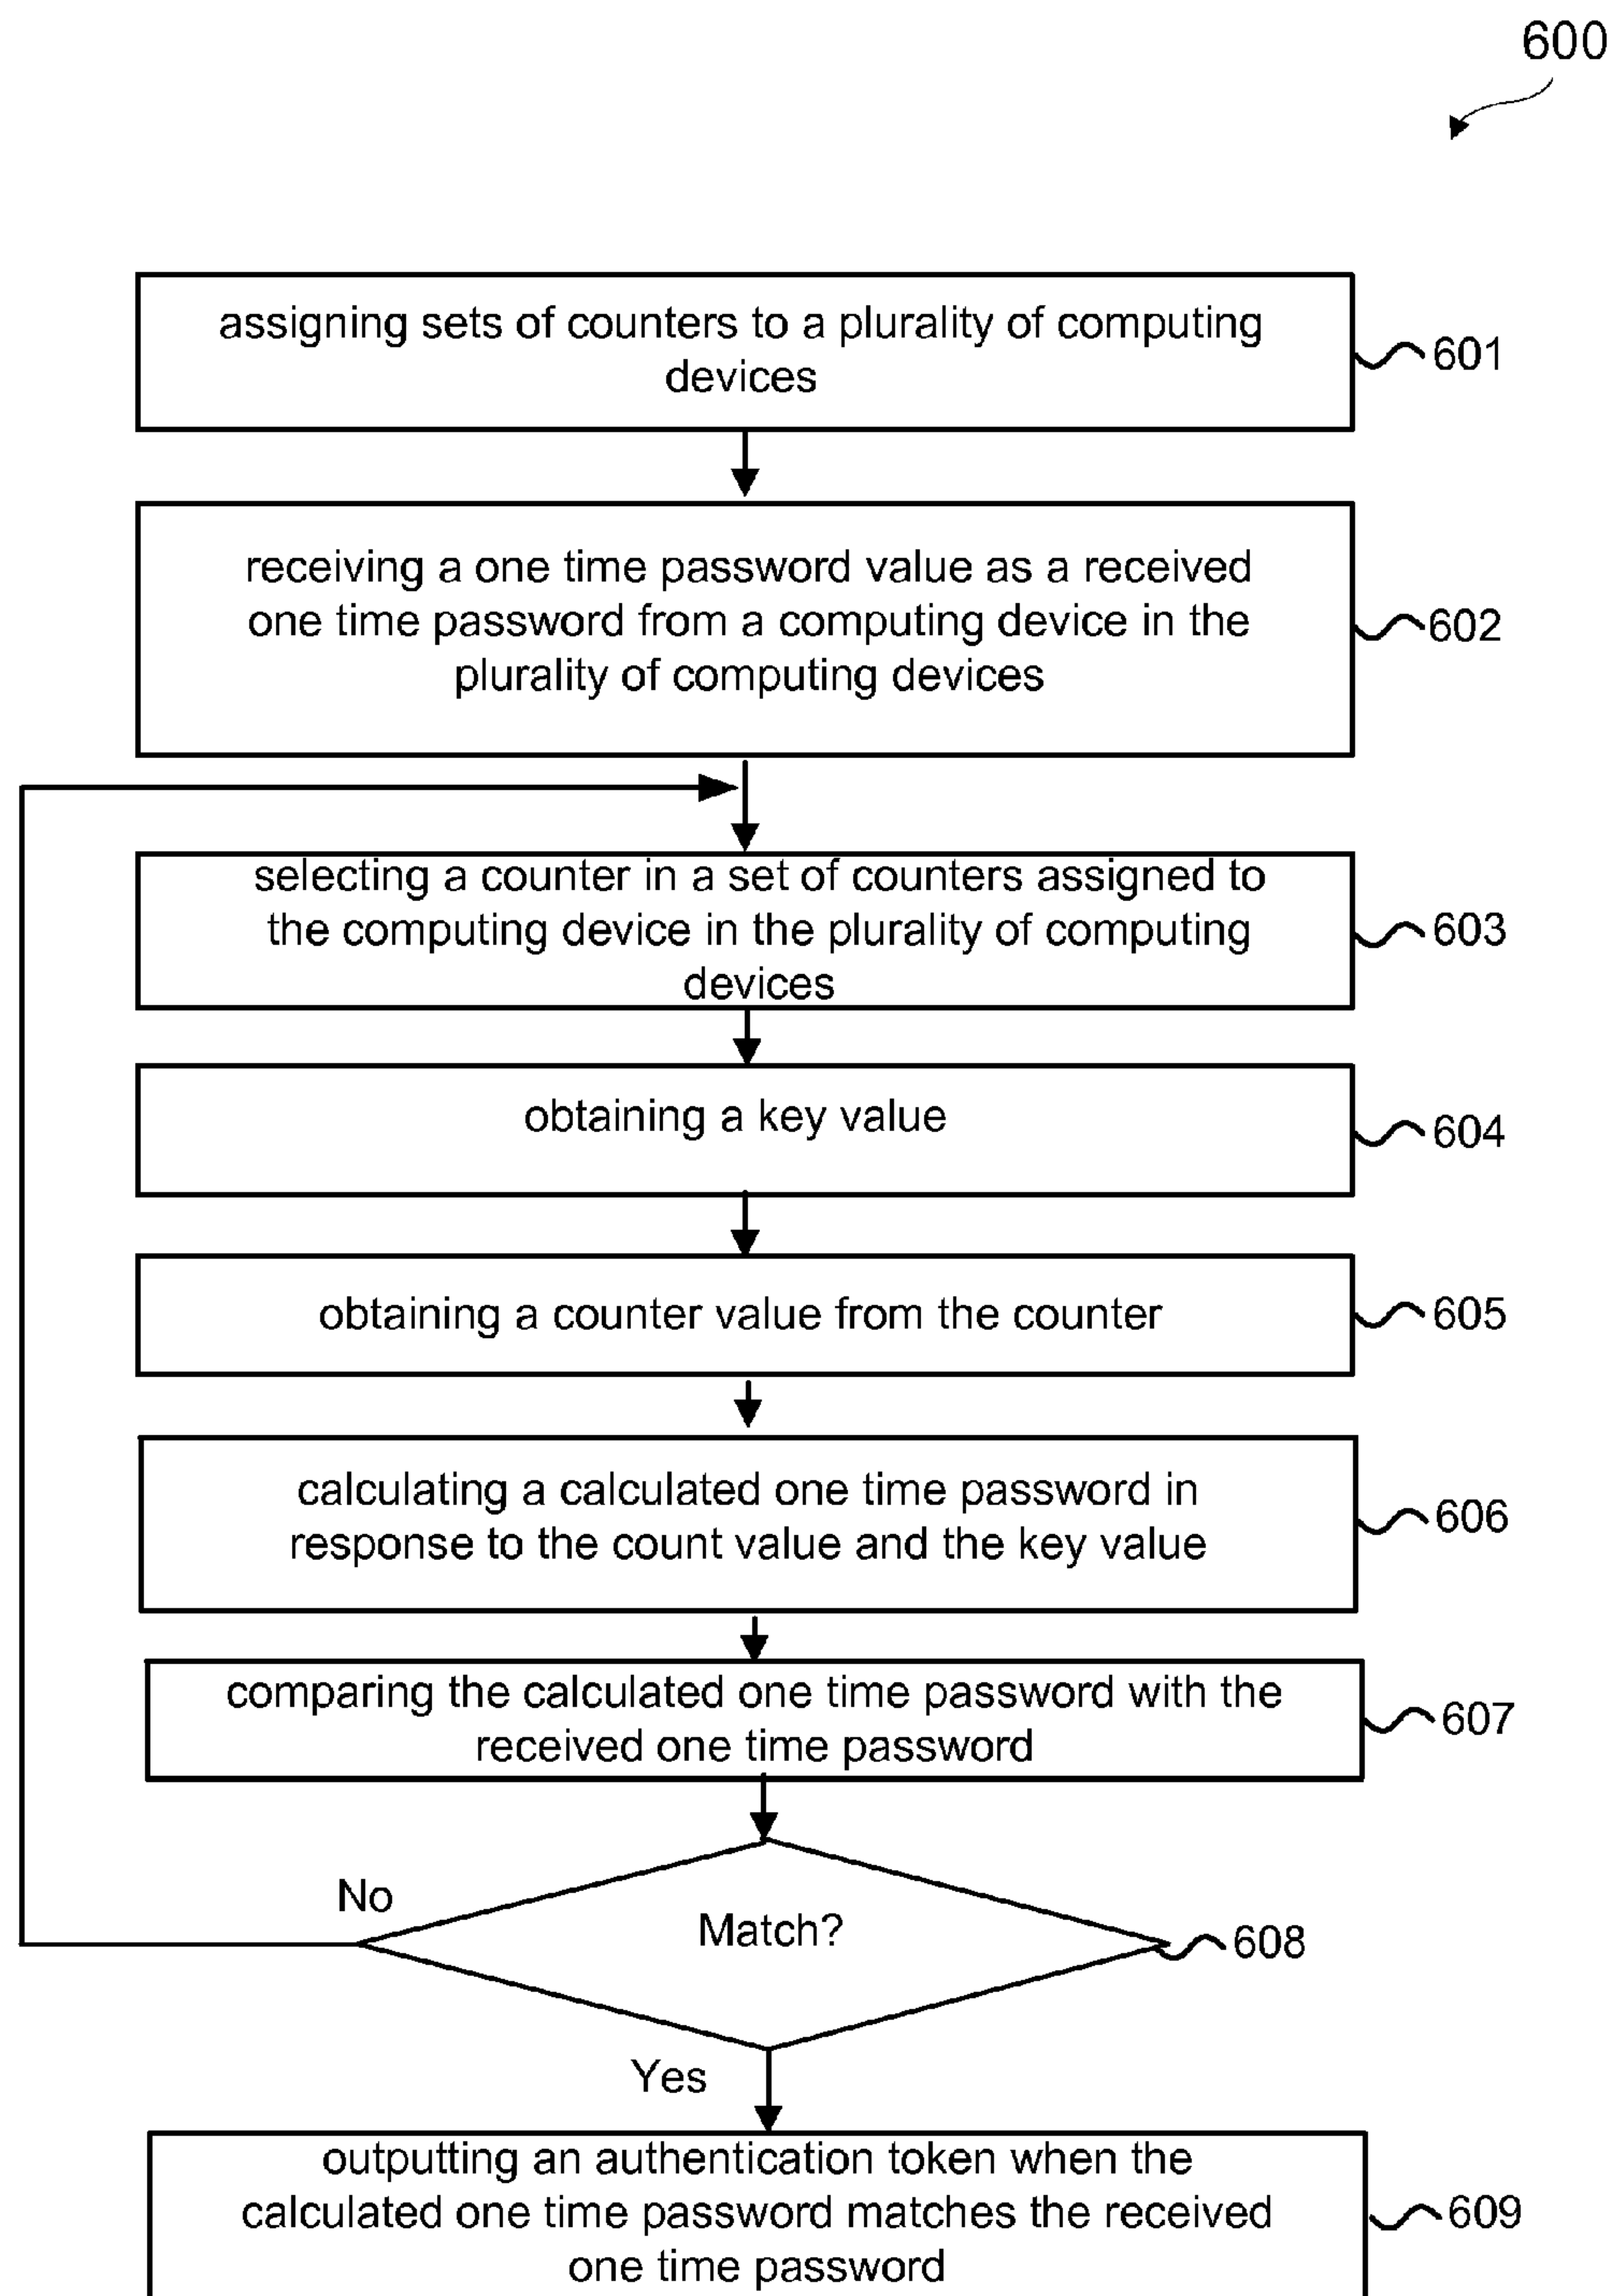 600
assigning sets of counters to a plurality of computing
devices
601
receiving a one time password value as a received
one time password from a computing device in the
plurality of computing devices
602
selecting a counter in a set of counters assigned to
the computing device in the plurality of computing
devices
603
obtaining a key value
604
obtaining a counter value from the counter
605
calculating a calculated one time password in
response to the count value and the key value
606
comparing the calculated one time password with the
received one time password
607
No
Match?
608
Yes
outputting an authentication token when the
calculated one time password matches the received
one time password
609